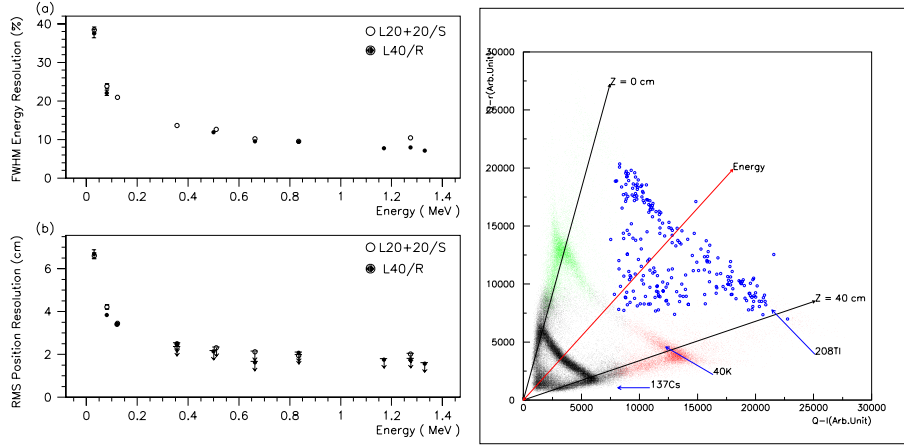 (a)
FWHM Energy Resolution (%)
40
30
20
10
0
L20+20/S
L40/R
0 0.2 0.4 0.6 0.8 1 1.2 1.4
Energy ( MeV )
(b)
RMS Position Resolution (cm)
6
4
2
0
L20+20/S
L40/R
0 0.2 0.4 0.6 0.8 1 1.2 1.4
Energy ( MeV )
Q-r(Arb.Unit)
30000
25000
20000
15000
10000
5000
0
Z = 0 cm
Energy
Z = 40 cm
208Tl
40K
137Cs
0 5000 10000 15000 20000 25000 30000
Q-l(Arb.Unit)